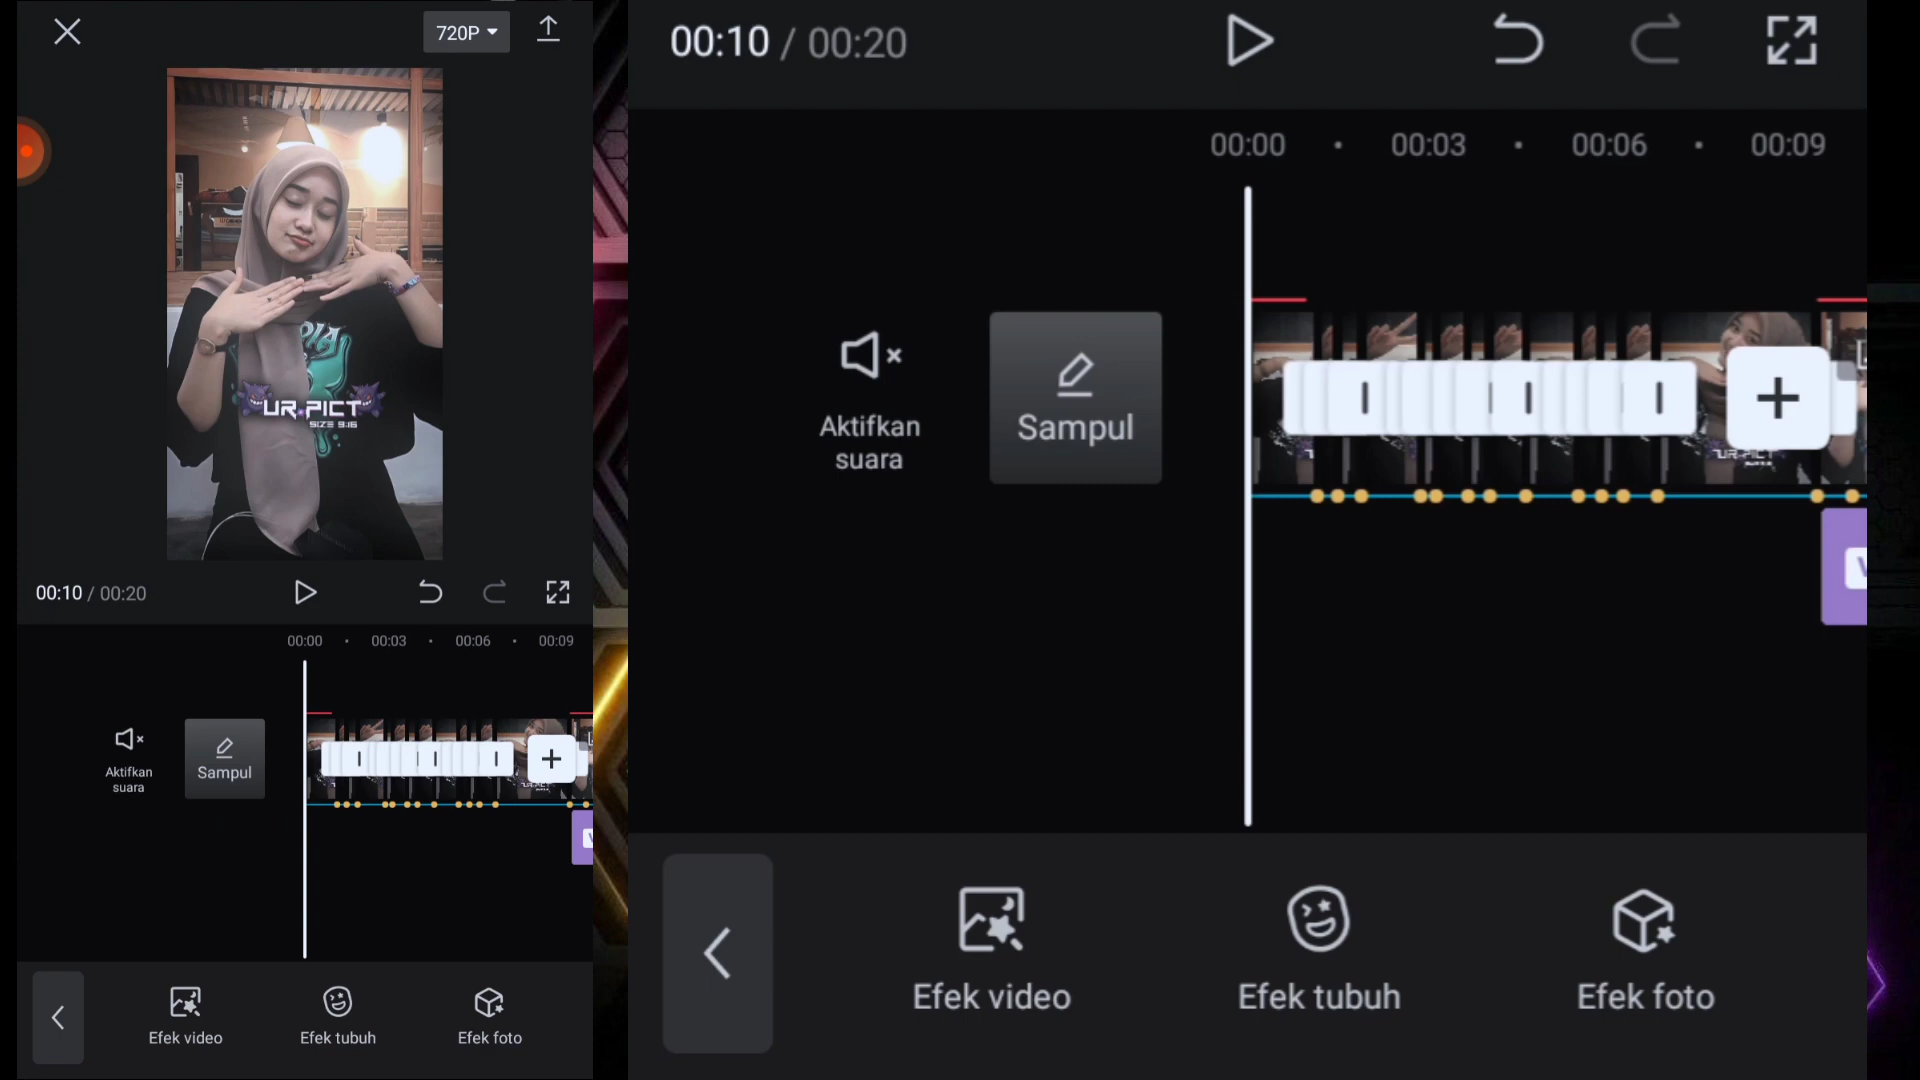 720P
UR PICT
SIZE 9:16
00:10 / 00:20
00:00 00:03 00:06 00:09
Aktifkan
suara
Sampul
Efek video
Efek tubuh
Efek foto
00:10 / 00:20
00:00 00:03 00:06 00:09
Aktifkan
suara
Sampul
UR PICT
Efek video
Efek tubuh
Efek foto